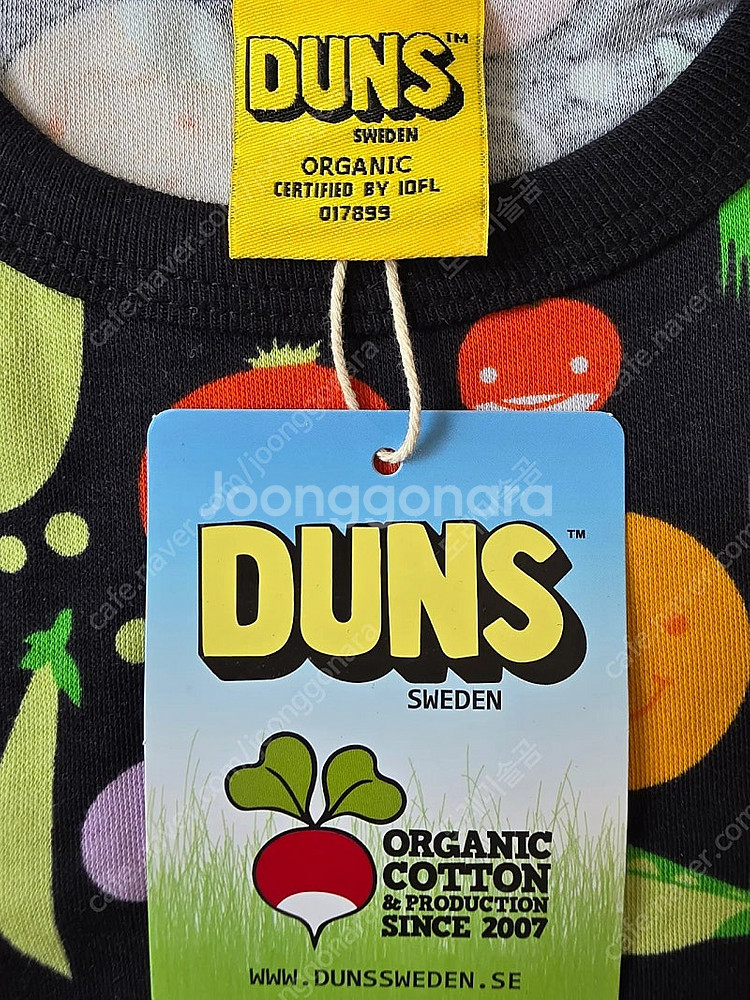 DUNS™
SWEDEN
ORGANIC
CERTIFIED BY IOFL
017899
Joonggonara
DUNS™
SWEDEN
ORGANIC
COTTON
& PRODUCTION
SINCE 2007
WWW.DUNSSWEDEN.SE